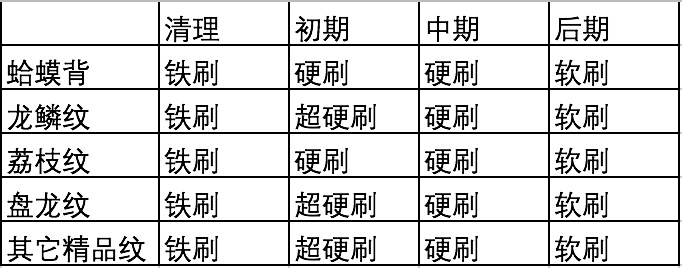 清理 初期 中期 后期
蛤蟆背 铁刷 硬刷 硬刷 软刷
龙鳞纹 铁刷 超硬刷 硬刷 软刷
荔枝纹 铁刷 硬刷 硬刷 软刷
盘龙纹 铁刷 超硬刷 硬刷 软刷
其它精品纹 铁刷 超硬刷 硬刷 软刷